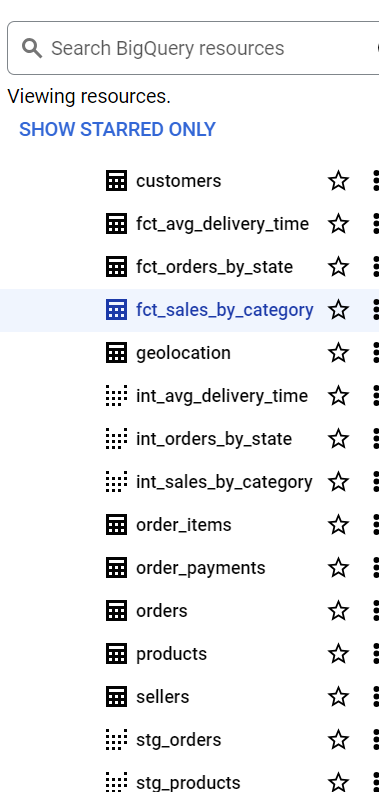 Search BigQuery resources
Viewing resources.
SHOW STARRED ONLY
customers
fct_avg_delivery_time
fct_orders_by_state
fct_sales_by_category
geolocation
int_avg_delivery_time
int_orders_by_state
int_sales_by_category
order_items
order_payments
orders
products
sellers
stg_orders
stg_products